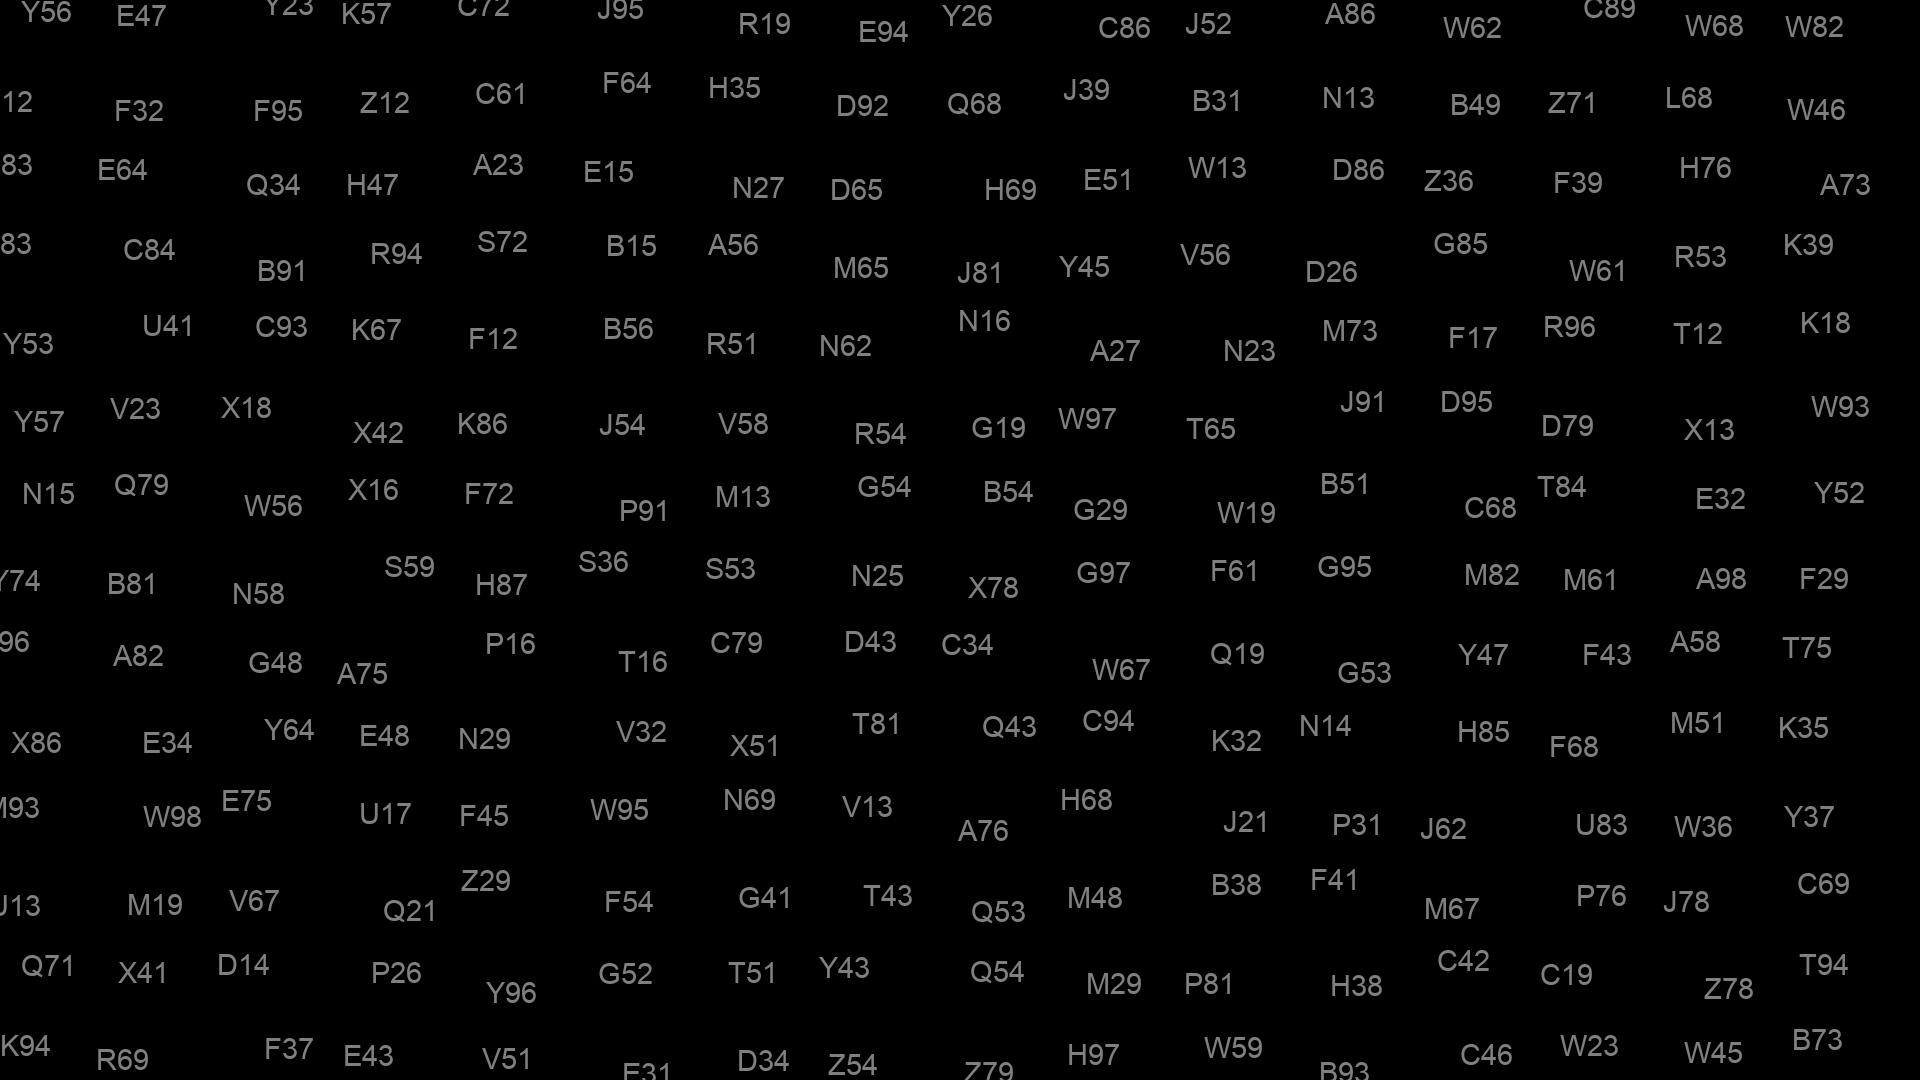 Y56 E47 Y23 K57 C72 J95 R19 E94 Y26 C86 J52 A86 W62 C89 W68 W82
12 F32 F95 Z12 C61 F64 H35 D92 Q68 J39 B31 N13 B49 Z71 L68 W46
83 E64 Q34 H47 A23 E15 N27 D65 H69 E51 W13 D86 Z36 F39 H76 A73
83 C84 B91 R94 S72 B15 A56 M65 J81 Y45 V56 D26 G85 W61 R53 K39
Y53 U41 C93 K67 F12 B56 R51 N62 N16 A27 N23 M73 F17 R96 T12 K18
Y57 V23 X18 X42 K86 J54 V58 R54 G19 W97 T65 J91 D95 D79 X13 W93
N15 Q79 W56 X16 F72 P91 M13 G54 B54 G29 W19 B51 C68 T84 E32 Y52
Y74 B81 N58 S59 H87 S36 S53 N25 X78 G97 F61 G95 M82 M61 A98 F29
96 A82 G48 A75 P16 T16 C79 D43 C34 W67 Q19 G53 Y47 F43 A58 T75
X86 E34 Y64 E48 N29 V32 X51 T81 Q43 C94 K32 N14 H85 F68 M51 K35
93 W98 E75 U17 F45 W95 N69 V13 A76 H68 J21 P31 J62 U83 W36 Y37
13 M19 V67 Q21 Z29 F54 G41 T43 Q53 M48 B38 F41 M67 P76 J78 C69
Q71 X41 D14 P26 Y96 G52 T51 Y43 Q54 M29 P81 H38 C42 C19 Z78 T94
K94 R69 F37 E43 V51 D34 Z54 Z79 H97 W59 B93 C46 W23 W45 B73